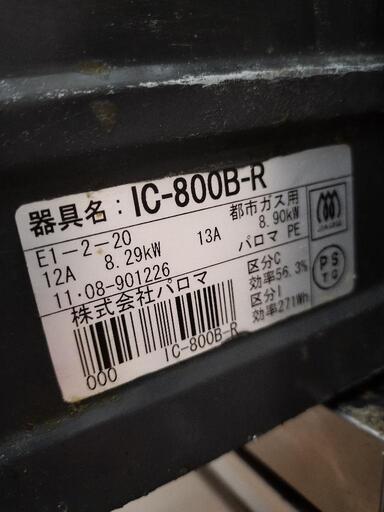 器具名：IC-800B-R
E1-2-20 都市ガス用
12A 8.29kW 13A 8.90kW
11.08-901226 パロマ PE
株式会社パロマ 区分C
効率56.3%
区分I
効率271Wh
000 IC-800B-R
PS
TG